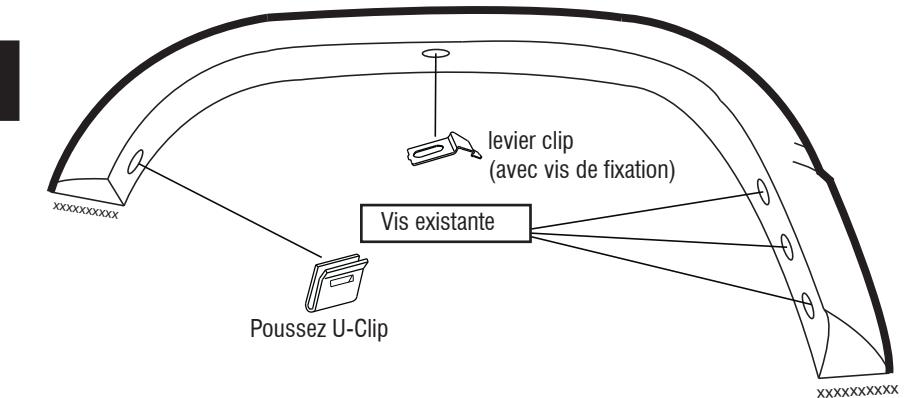 levier clip
(avec vis de fixation)
xxxxxxxxxx
Vis existante
Poussez U-Clip
xxxxxxxxxx